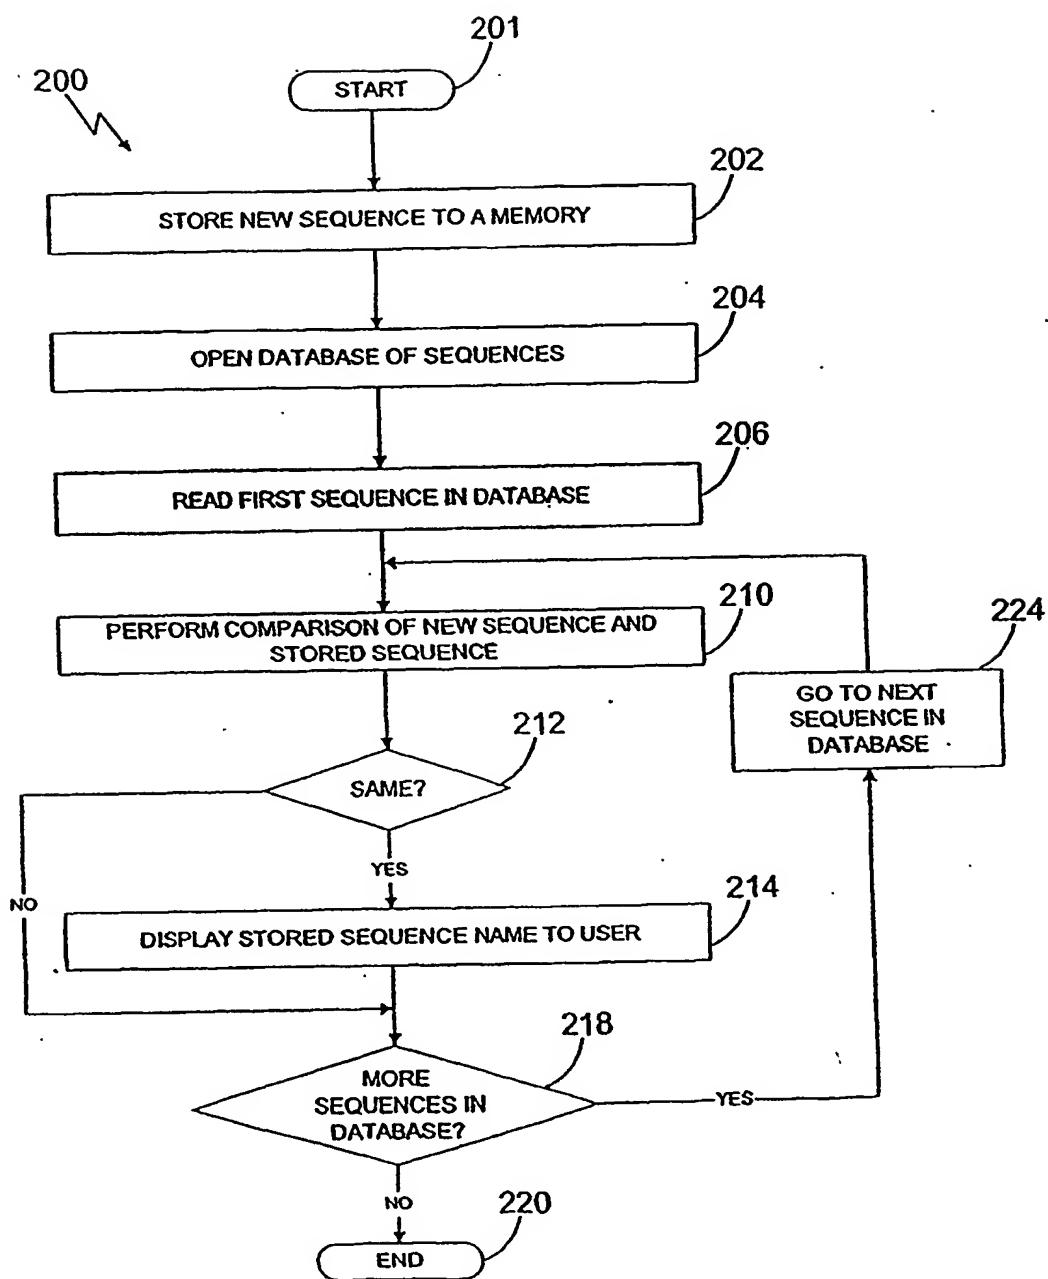 201
200
START
202
STORE NEW SEQUENCE TO A MEMORY
204
OPEN DATABASE OF SEQUENCES
206
READ FIRST SEQUENCE IN DATABASE
210
PERFORM COMPARISON OF NEW SEQUENCE AND
STORED SEQUENCE
224
GO TO NEXT
SEQUENCE IN
DATABASE
212
SAME?
YES
NO
214
DISPLAY STORED SEQUENCE NAME TO USER
218
MORE
SEQUENCES IN
DATABASE?
YES
NO
220
END